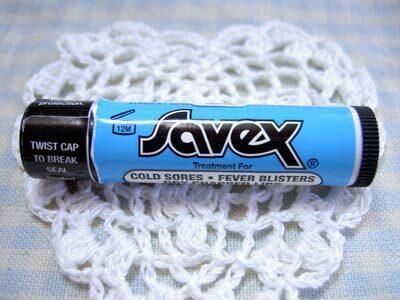 protection.
TWIST CAP
TO BREAK
SEAL
12M
Savex®
Treatment For
COLD SORES • FEVER BLISTERS